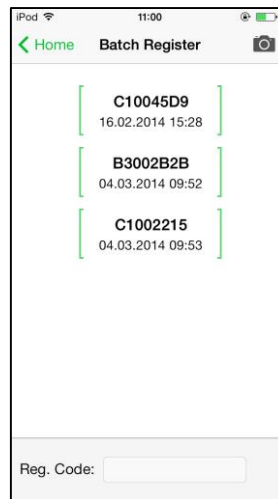 iPod 11:00
Home Batch Register
C10045D9
16.02.2014 15:28
B3002B2B
04.03.2014 09:52
C1002215
04.03.2014 09:53
Reg. Code: